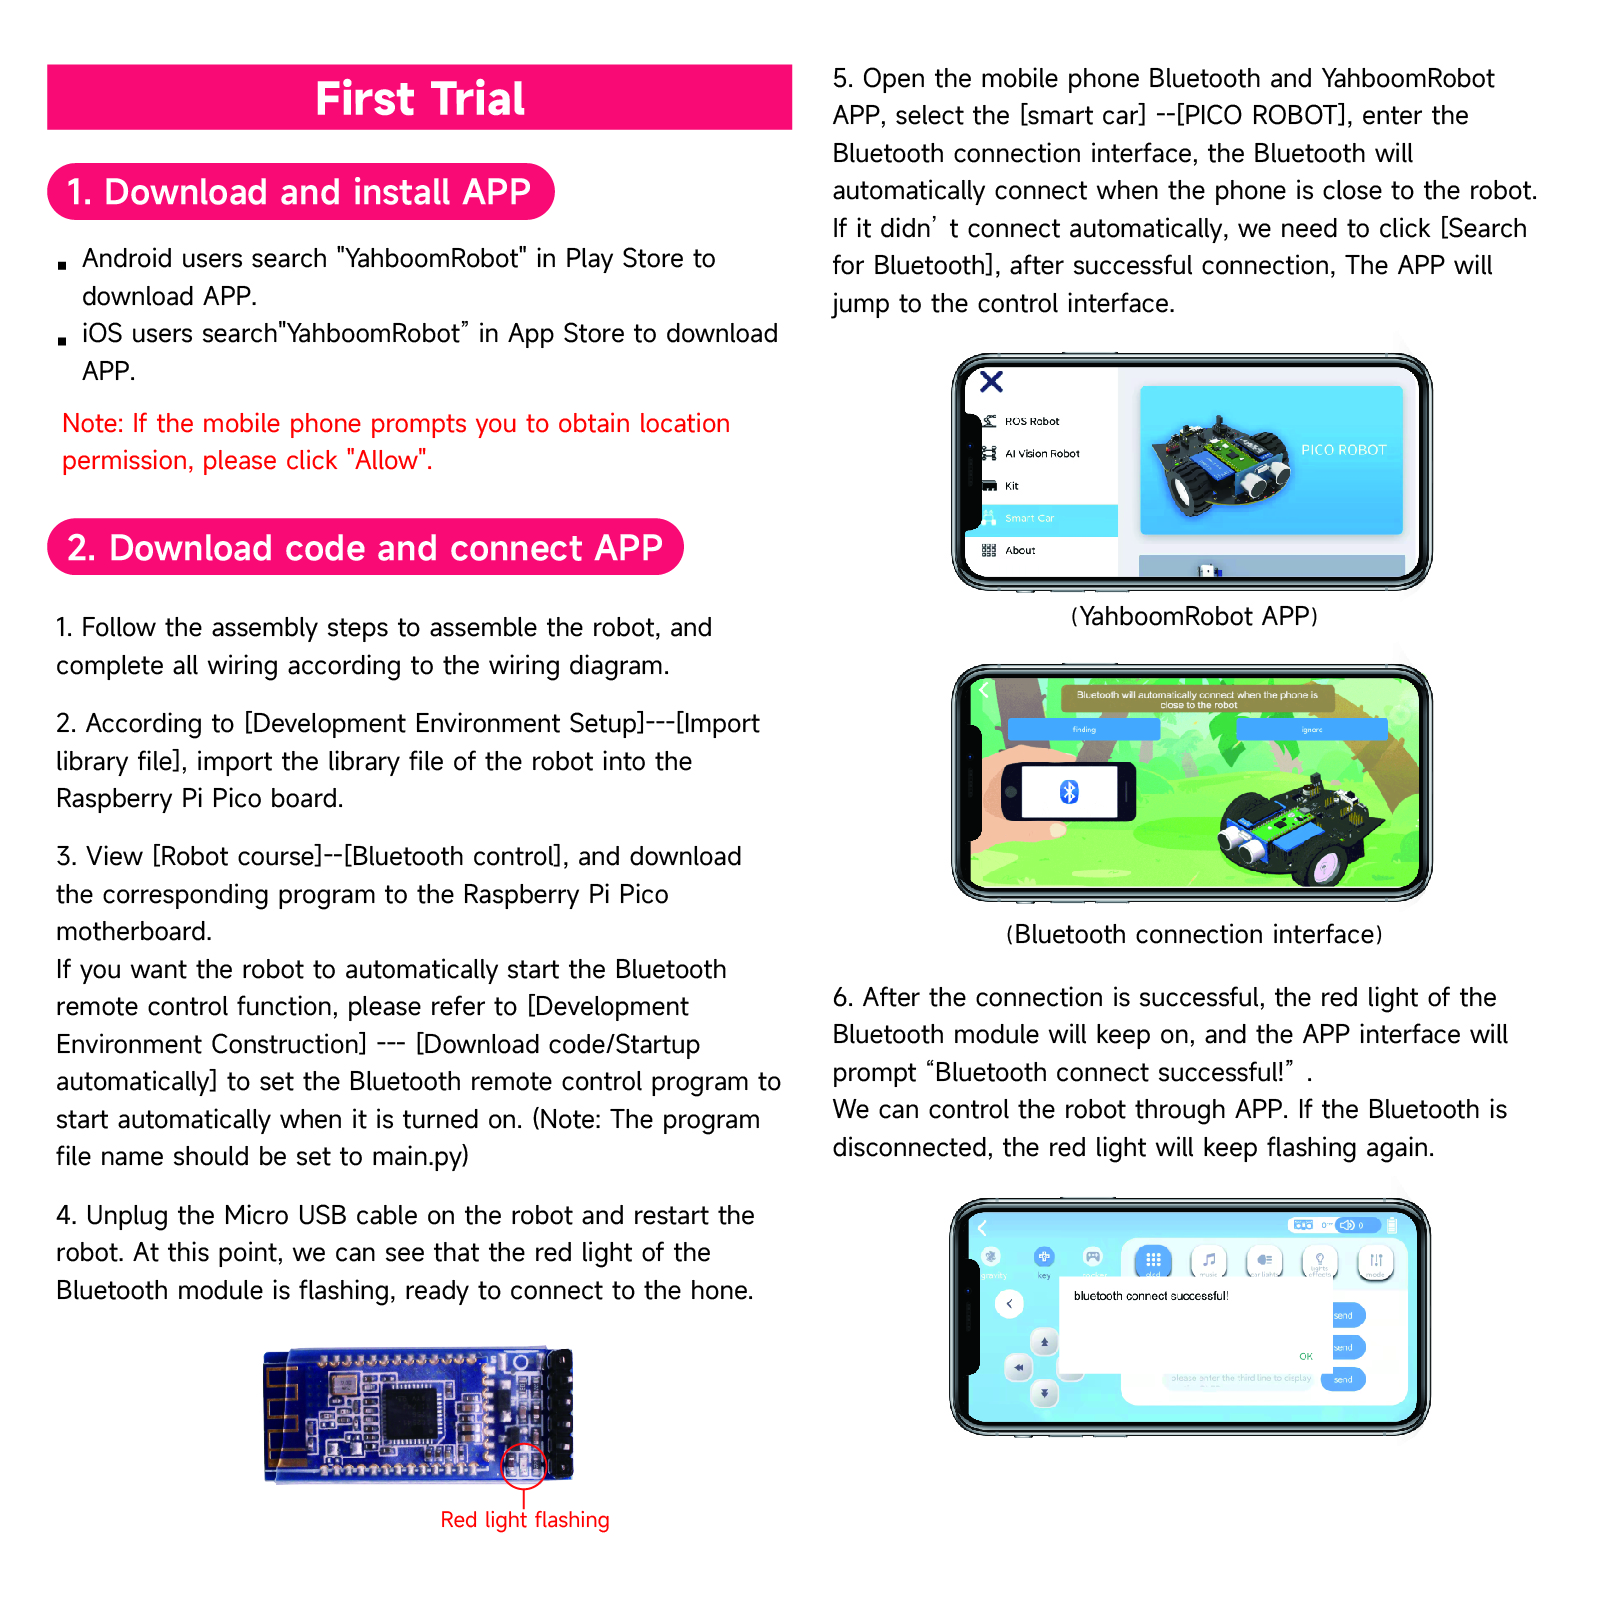 First Trial
1. Download and install APP
▪ Android users search "YahboomRobot" in Play Store to
download APP.
▪ iOS users search"YahboomRobot” in App Store to download
APP.
Note: If the mobile phone prompts you to obtain location
permission, please click "Allow".
2. Download code and connect APP
1. Follow the assembly steps to assemble the robot, and
complete all wiring according to the wiring diagram.
2. According to [Development Environment Setup]---[Import
library file], import the library file of the robot into the
Raspberry Pi Pico board.
3. View [Robot course]--[Bluetooth control], and download
the corresponding program to the Raspberry Pi Pico
motherboard.
If you want the robot to automatically start the Bluetooth
remote control function, please refer to [Development
Environment Construction] --- [Download code/Startup
automatically] to set the Bluetooth remote control program to
start automatically when it is turned on. (Note: The program
file name should be set to main.py)
4. Unplug the Micro USB cable on the robot and restart the
robot. At this point, we can see that the red light of the
Bluetooth module is flashing, ready to connect to the hone.
Red light flashing
5. Open the mobile phone Bluetooth and YahboomRobot
APP, select the [smart car] --[PICO ROBOT], enter the
Bluetooth connection interface, the Bluetooth will
automatically connect when the phone is close to the robot.
If it didn’ t connect automatically, we need to click [Search
for Bluetooth], after successful connection, The APP will
jump to the control interface.
ROS Robot
AI Vision Robot
Kit
Smart Car
About
PICO ROBOT
(YahboomRobot APP)
Bluetooth will automatically connect when the phone is
close to the robot
finding
ignore
(Bluetooth connection interface)
6. After the connection is successful, the red light of the
Bluetooth module will keep on, and the APP interface will
prompt “Bluetooth connect successful!” .
We can control the robot through APP. If the Bluetooth is
disconnected, the red light will keep flashing again.
0
key
bluetooth connect successful!
OK
send
send
send
please enter the third line to display